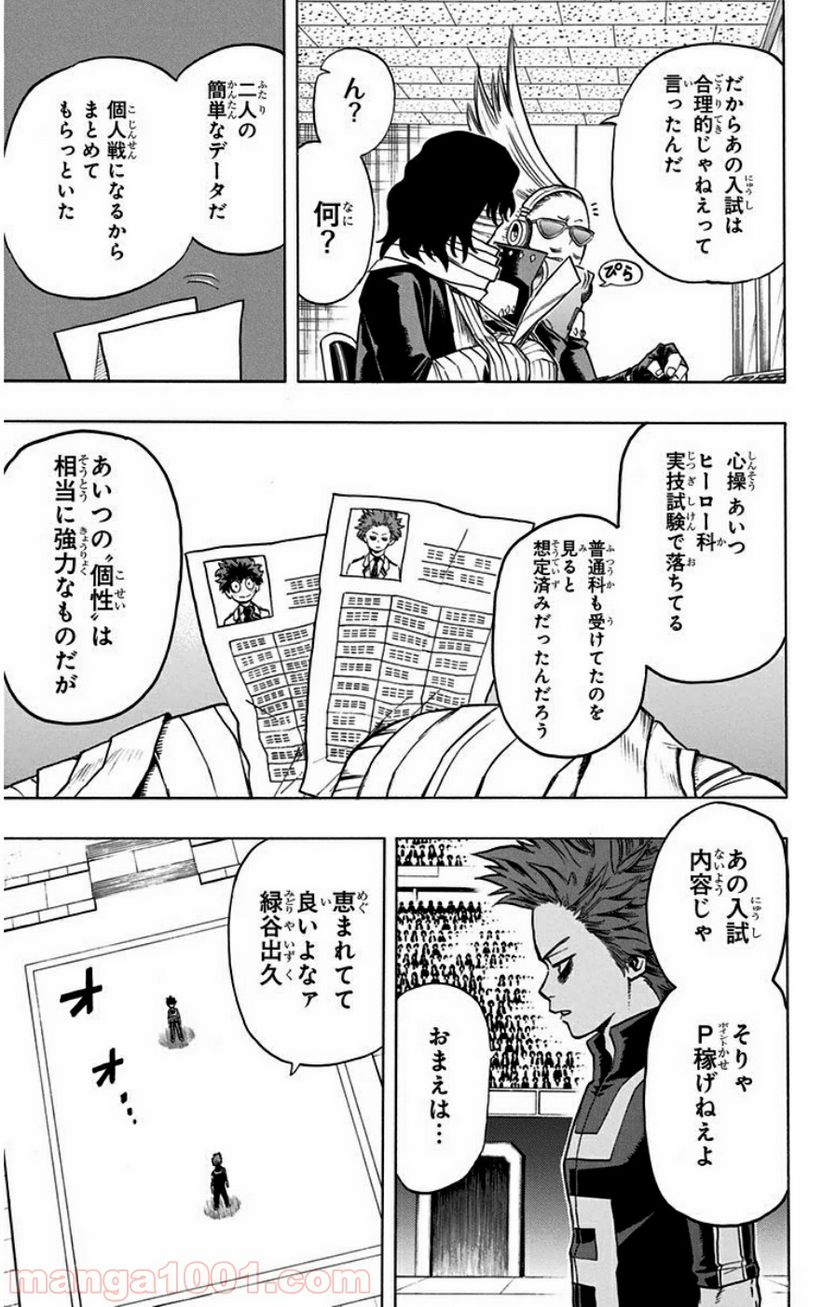 だからあの入試は
合理的じゃねえって
言ったんだ
ぴら
ん?
何?
二人の
簡単なデータだ
個人戦になるから
まとめて
もらっといた
心操 あいつ
ヒーロー科
実技試験で落ちてる
普通科も受けてたのを
見ると
想定済みだったんだろう
あいつの〝個性〟は
相当に強力なものだが
あの入試
内容じゃ
そりゃ
P稼げねえよ
おまえは…
恵まれてて
良いよなァ
緑谷出久
オイ…
manga1001.com